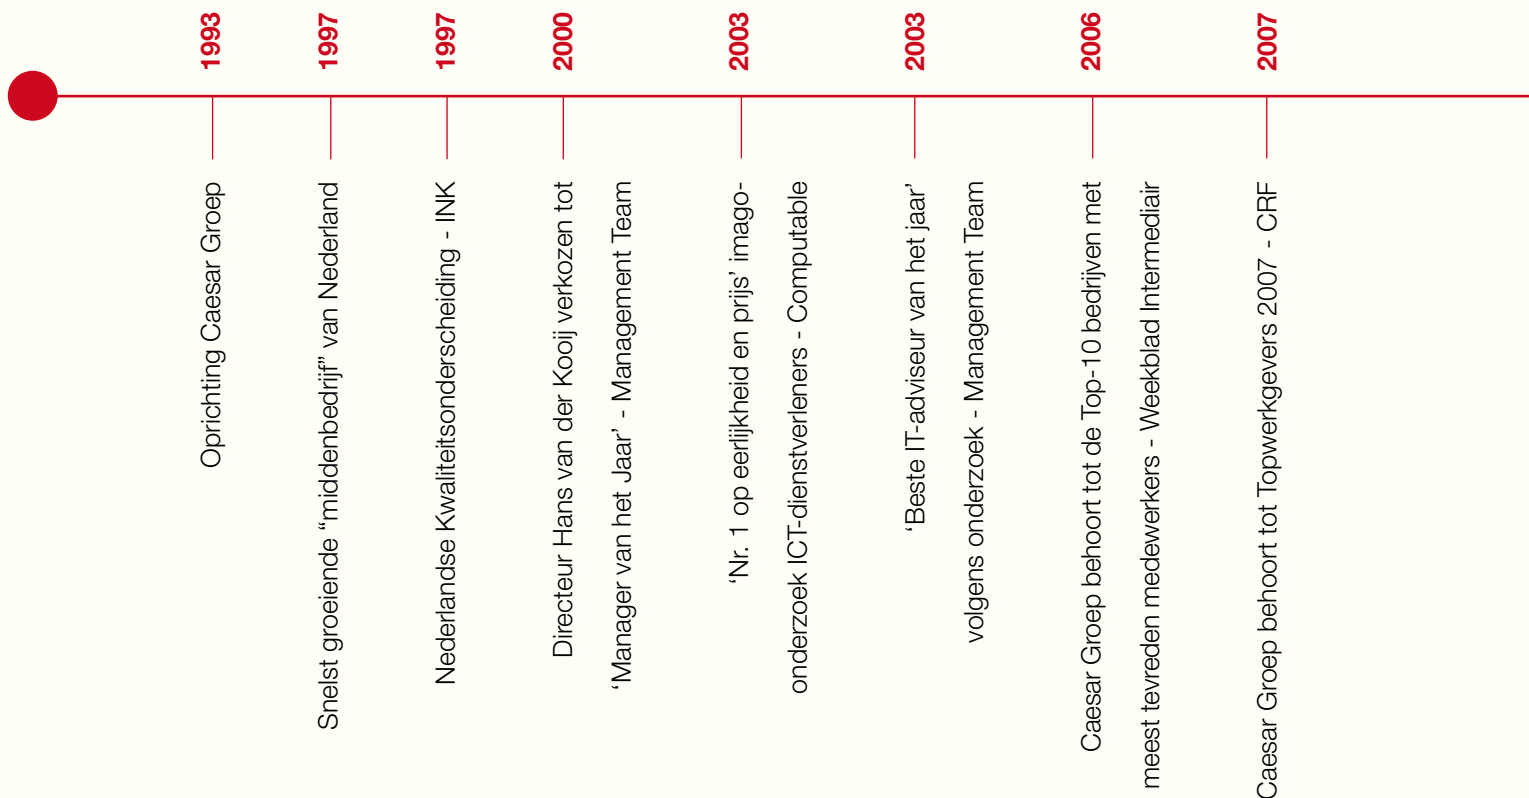 1993
Oprichting Caesar Groep
1997
Snelst groeiende “middenbedrijf” van Nederland
1997
Nederlandse Kwaliteitsonderscheiding - INK
2000
Directeur Hans van der Kooij verkozen tot
‘Manager van het Jaar’ - Management Team
2003
‘Nr. 1 op eerlijkheid en prijs’ imago-
onderzoek ICT-dienstverleners - Computable
2003
‘Beste IT-adviseur van het jaar’
volgens onderzoek - Management Team
2006
Caesar Groep behoort tot de Top-10 bedrijven met
meest tevreden medewerkers - Weekblad Intermediair
2007
Caesar Groep behoort tot Topwerkgevers 2007 - CRF